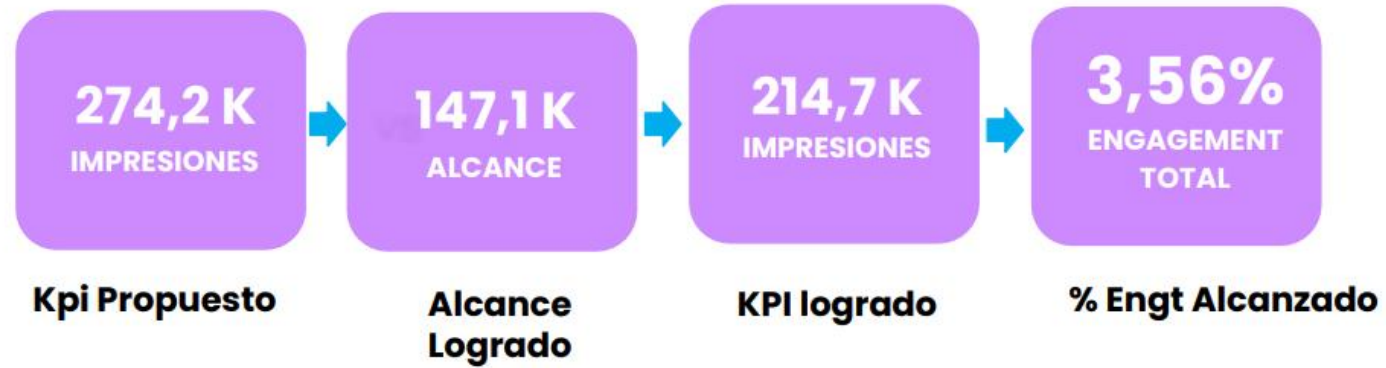 274,2 K
IMPRESIONES
Kpi Propuesto
147,1 K
ALCANCE
Alcance
Logrado
214,7 K
IMPRESIONES
KPI logrado
3,56%
ENGAGEMENT
TOTAL
% Engt Alcanzado